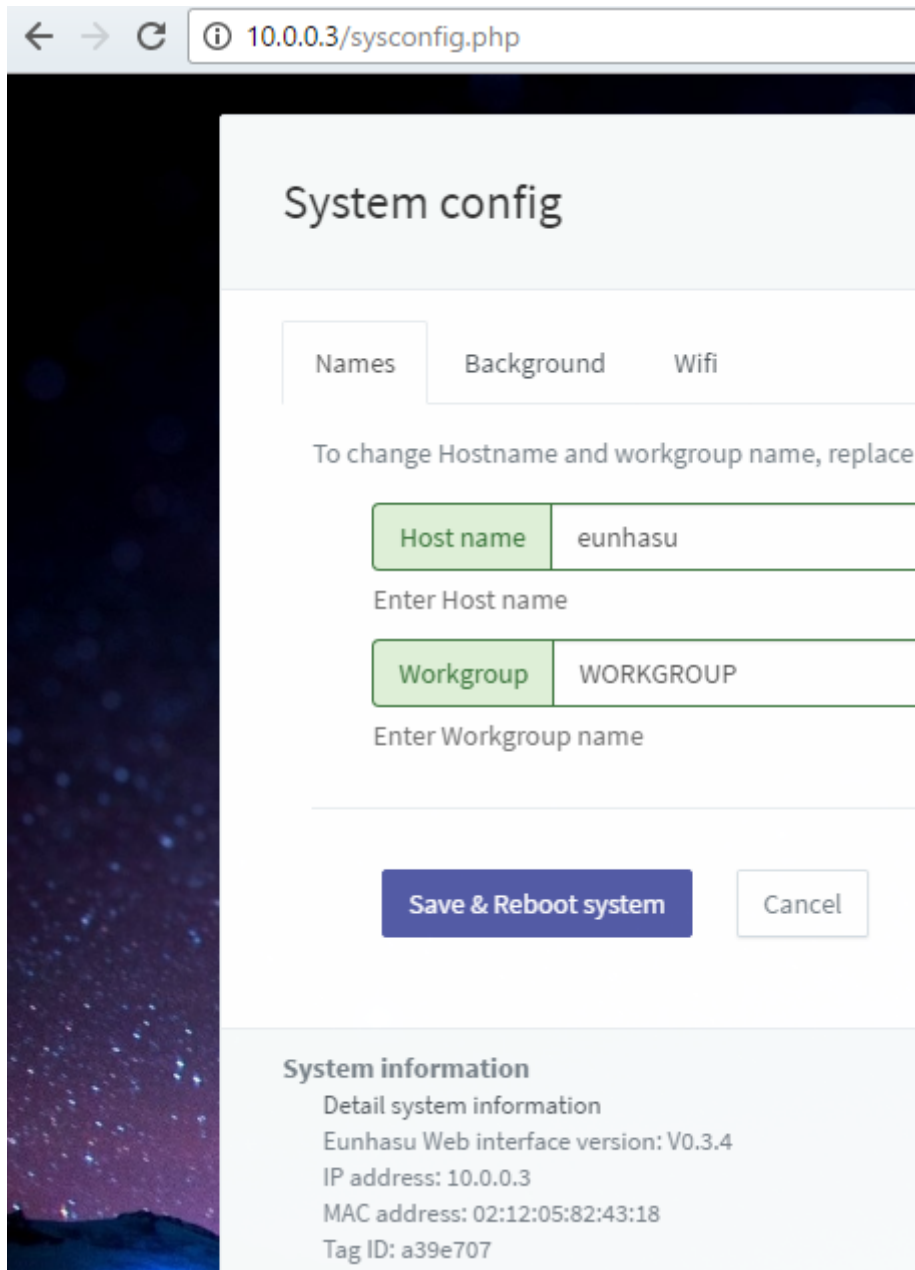 10.0.0.3/sysconfig.php
System config
Names Background Wifi
To change Hostname and workgroup name, replace
Host name eunhasu
Enter Host name
Workgroup WORKGROUP
Enter Workgroup name
Save & Reboot system Cancel
System information
Detail system information
Eunhasu Web interface version: V0.3.4
IP address: 10.0.0.3
MAC address: 02:12:05:82:43:18
Tag ID: a39e707